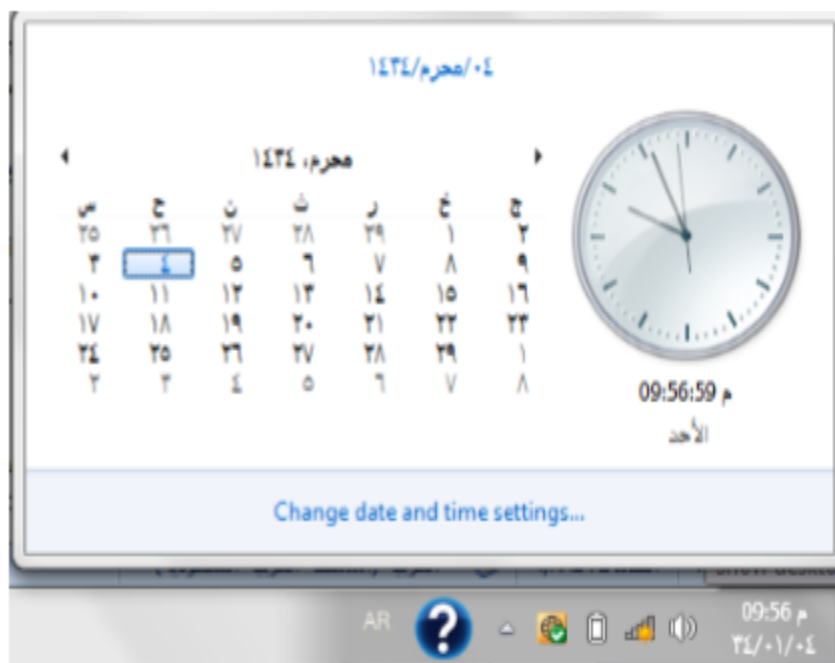 ٠٤/محرم/١٤٣٤
محرم، ١٤٣٤
س ح ن ث ر خ ج
٢٥ ٢٦ ٢٧ ٢٨ ٢٩ ١ ٢
٣ ٤ ٥ ٦ ٧ ٨ ٩
١٠ ١١ ١٢ ١٣ ١٤ ١٥ ١٦
١٧ ١٨ ١٩ ٢٠ ٢١ ٢٢ ٢٣
٢٤ ٢٥ ٢٦ ٢٧ ٢٨ ٢٩ ١
٢ ٣ ٤ ٥ ٦ ٧ ٨
09:56:59 م
الأحد
Change date and time settings...
AR
09:56 م
٣٤/٠١/٠٤